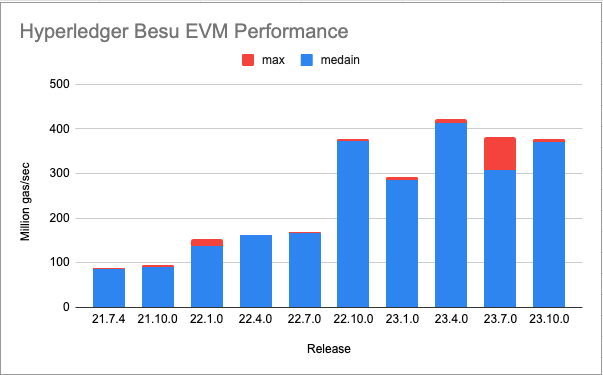 Hyperledger Besu EVM Performance
max medain
500
400
300
200
100
0
Million gas/sec
21.7.4 21.10.0 22.1.0 22.4.0 22.7.0 22.10.0 23.1.0 23.4.0 23.7.0 23.10.0
Release